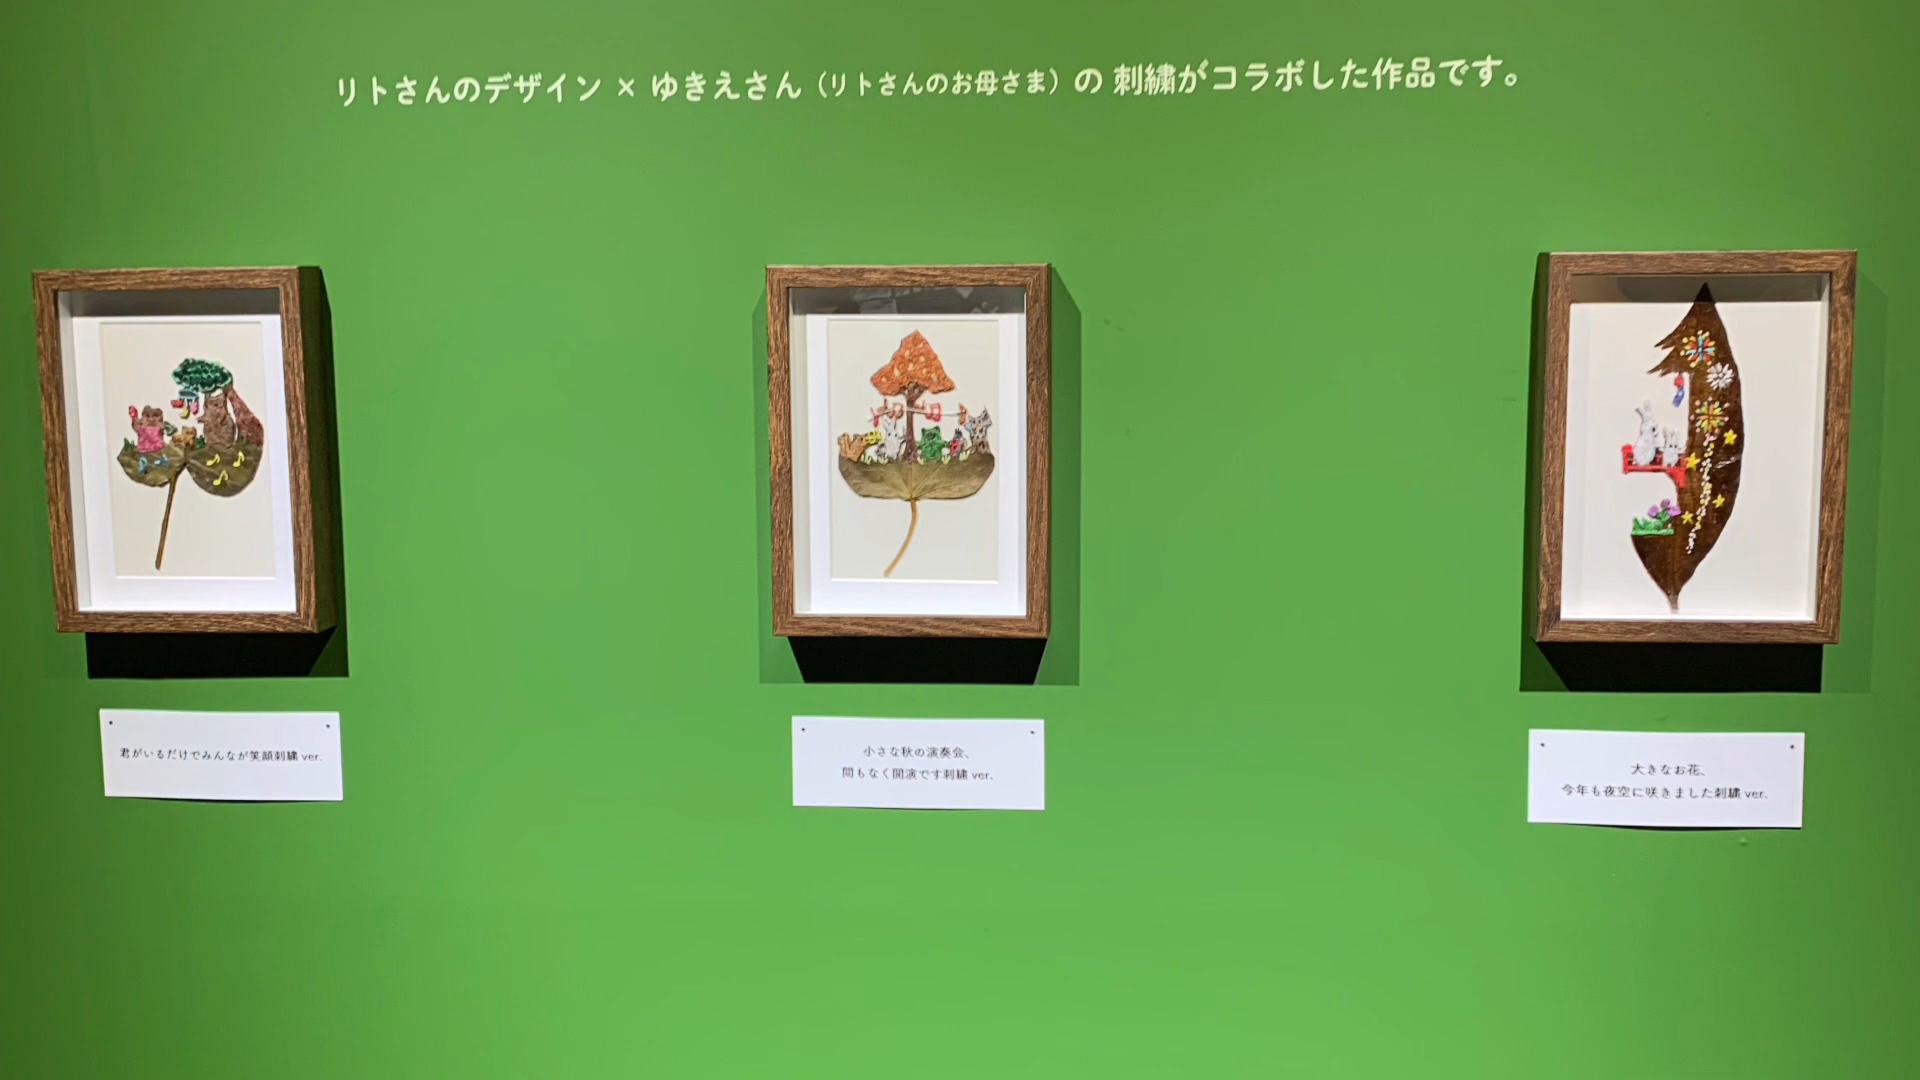 リトさんのデザイン × ゆきえさん（リトさんのお母さま）の 刺繍がコラボした作品です。
君がいるだけでみんなが笑顔刺繍 ver.
小さな秋の演奏会、
間もなく開演です刺繍 ver.
大きなお花、
今年も夜空に咲きました刺繍 ver.